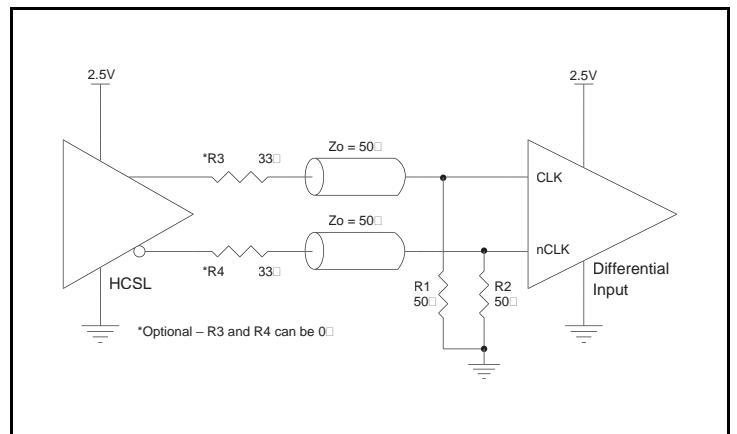 2.5V
2.5V
*R3 33□
Zo = 50□
CLK
Zo = 50□
nCLK
*R4 33□
HCSL
R1
50□
R2
50□
Differential
Input
*Optional – R3 and R4 can be 0□